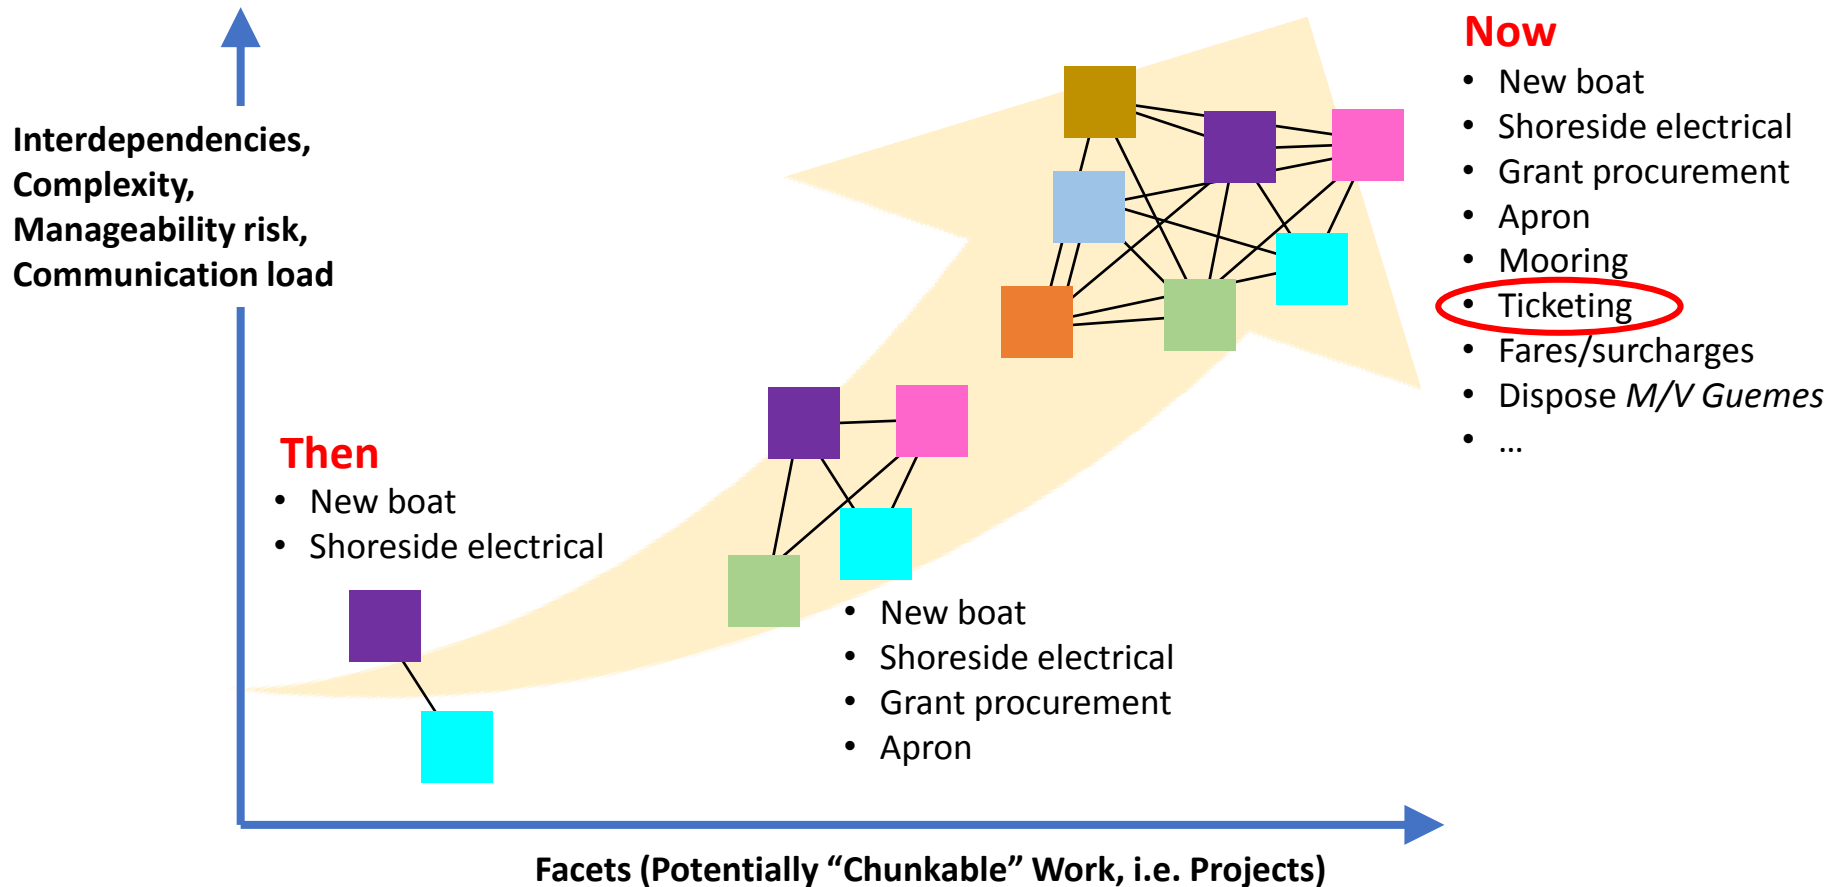 Interdependencies,
Complexity,
Manageability risk,
Communication load
Then
• New boat
• Shoreside electrical
• New boat
• Shoreside electrical
• Grant procurement
• Apron
Now
• New boat
• Shoreside electrical
• Grant procurement
• Apron
• Mooring
• Ticketing
• Fares/surcharges
• Dispose M/V Guemes
• ...
Facets (Potentially “Chunkable” Work, i.e. Projects)